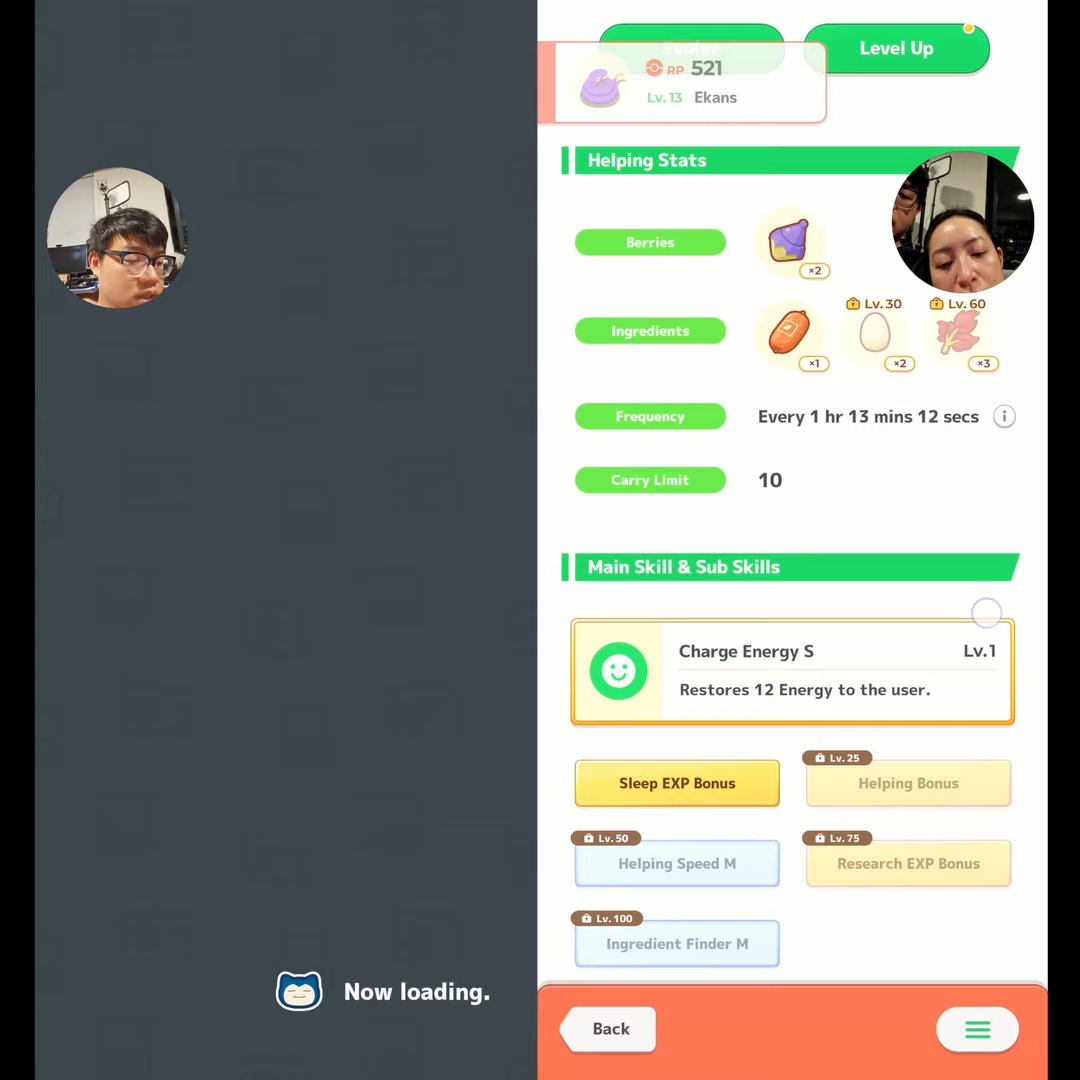 Evolve
Level Up
RP 521
Lv. 13 Ekans
Helping Stats
Berries
×2
Ingredients
×1
Lv. 30
×2
Lv. 60
×3
Frequency
Every 1 hr 13 mins 12 secs
Carry Limit
10
Main Skill & Sub Skills
Charge Energy S
Lv.1
Restores 12 Energy to the user.
Sleep EXP Bonus
Lv. 25
Helping Bonus
Lv. 50
Helping Speed M
Lv. 75
Research EXP Bonus
Lv. 100
Ingredient Finder M
Now loading.
Back